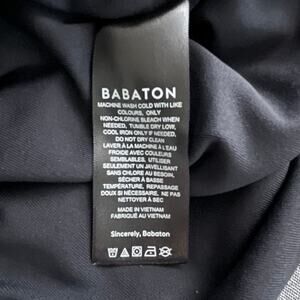 BABATON
MACHINE WASH COLD WITH LIKE
COLOURS, ONLY
NON-CHLORINE BLEACH WHEN
NEEDED, TUMBLE DRY LOW,
COOL IRON ONLY IF NEEDED,
DO NOT DRY CLEAN
LAVER À LA MACHINE À L'EAU
FROIDE AVEC COULEURS
SEMBLABLES, UTILISER
SEULEMENT UN JAVELLISANT
SANS CHLORE AU BESOIN,
SÉCHER À BASSE
TEMPÉRATURE, REPASSAGE
DOUX SI NÉCESSAIRE, NE PAS
NETTOYER À SEC
MADE IN VIETNAM
FABRIQUÉ AU VIETNAM
Sincerely, Babaton